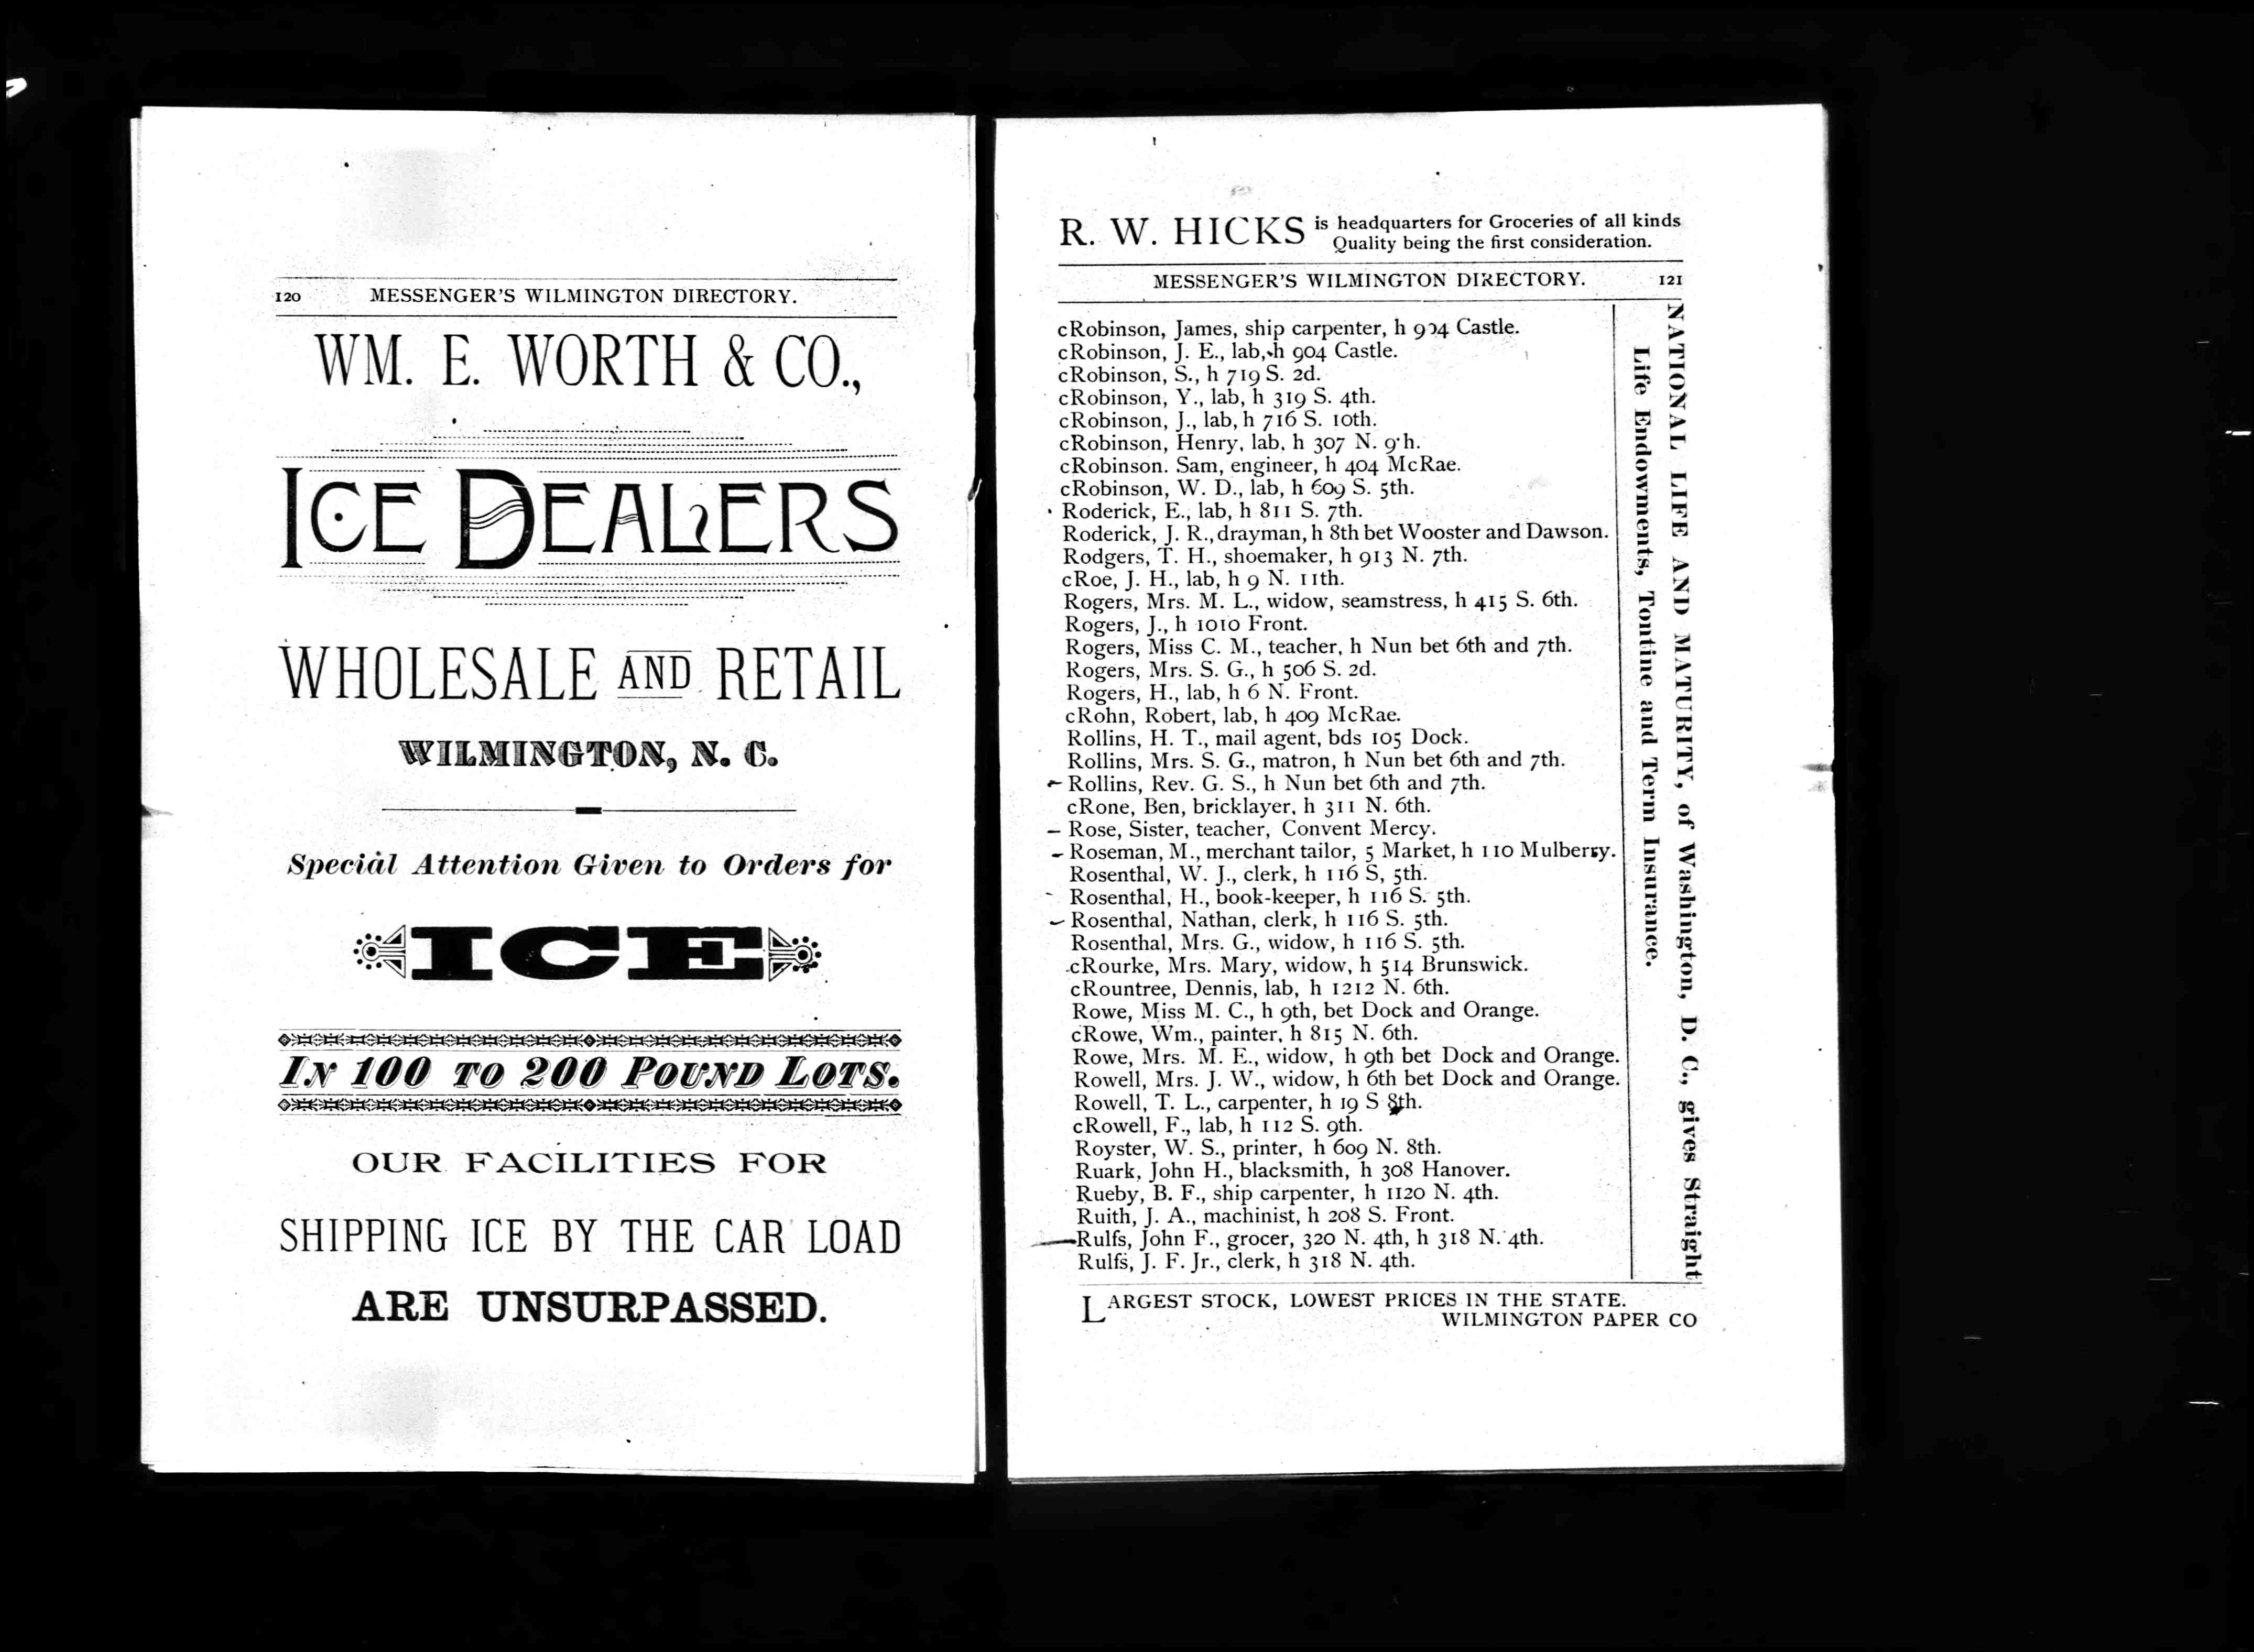 120 MESSENGER'S WILMINGTON DIRECTORY.
WM. E. WORTH & CO.,
ICE DEALERS
WHOLESALE AND RETAIL
WILMINGTON, N. C.
Special Attention Given to Orders for
ICE
IN 100 TO 200 POUND LOTS.
OUR FACILITIES FOR
SHIPPING ICE BY THE CAR LOAD
ARE UNSURPASSED.
R. W. HICKS is headquarters for Groceries of all kinds
Quality being the first consideration.
MESSENGER'S WILMINGTON DIRECTORY. 121
cRobinson, James, ship carpenter, h 904 Castle.
cRobinson, J. E., lab, h 904 Castle.
cRobinson, S., h 719 S. 2d.
cRobinson, Y., lab, h 319 S. 4th.
cRobinson, J., lab, h 716 S. 10th.
cRobinson, Henry, lab, h 307 N. 9th.
cRobinson. Sam, engineer, h 404 McRae.
cRobinson, W. D., lab, h 609 S. 5th.
Roderick, E., lab, h 811 S. 7th.
Roderick, J. R., drayman, h 8th bet Wooster and Dawson.
Rodgers, T. H., shoemaker, h 913 N. 7th.
cRoe, J. H., lab, h 9 N. 11th.
Rogers, Mrs. M. L., widow, seamstress, h 415 S. 6th.
Rogers, J., h 1010 Front.
Rogers, Miss C. M., teacher, h Nun bet 6th and 7th.
Rogers, Mrs. S. G., h 506 S. 2d.
Rogers, H., lab, h 6 N. Front.
cRohn, Robert, lab, h 409 McRae.
Rollins, H. T., mail agent, bds 105 Dock.
Rollins, Mrs. S. G., matron, h Nun bet 6th and 7th.
Rollins, Rev. G. S., h Nun bet 6th and 7th.
cRone, Ben, bricklayer, h 311 N. 6th.
Rose, Sister, teacher, Convent Mercy.
Roseman, M., merchant tailor, 5 Market, h 110 Mulberry.
Rosenthal, W. J., clerk, h 116 S, 5th.
Rosenthal, H., book-keeper, h 116 S. 5th.
Rosenthal, Nathan, clerk, h 116 S. 5th.
Rosenthal, Mrs. G., widow, h 116 S. 5th.
cRourke, Mrs. Mary, widow, h 514 Brunswick.
cRountree, Dennis, lab, h 1212 N. 6th.
Rowe, Miss M. C., h 9th, bet Dock and Orange.
cRowe, Wm., painter, h 815 N. 6th.
Rowe, Mrs. M. E., widow, h 9th bet Dock and Orange.
Rowell, Mrs. J. W., widow, h 6th bet Dock and Orange.
Rowell, T. L., carpenter, h 19 S 8th.
cRowell, F., lab, h 112 S. 9th.
Royster, W. S., printer, h 609 N. 8th.
Ruark, John H., blacksmith, h 308 Hanover.
Rueby, B. F., ship carpenter, h 1120 N. 4th.
Ruith, J. A., machinist, h 208 S. Front.
Rulfs, John F., grocer, 320 N. 4th, h 318 N. 4th.
Rulfs, J. F. Jr., clerk, h 318 N. 4th.
NATIONAL LIFE AND MATURITY, of Washington, D. C., gives Straight
Life Endowments, Tontine and Term Insurance.
LARGEST STOCK, LOWEST PRICES IN THE STATE.
WILMINGTON PAPER CO